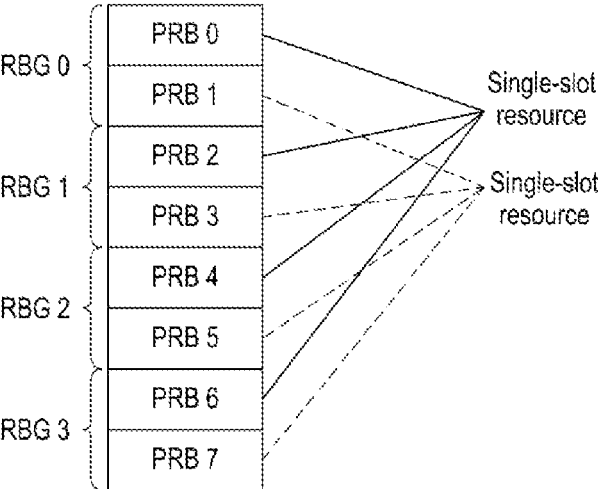 RBG 0
PRB 0
PRB 1
RBG 1
PRB 2
PRB 3
RBG 2
PRB 4
PRB 5
RBG 3
PRB 6
PRB 7
Single-slot
resource
Single-slot
resource